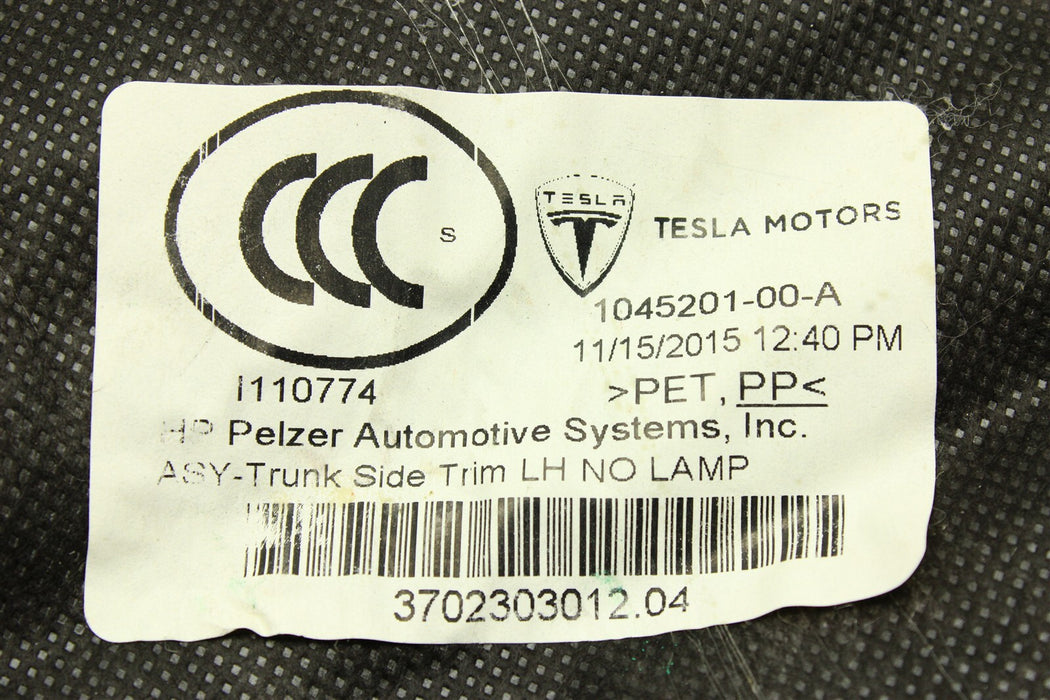 CCC S
TESLA
TESLA MOTORS
1045201-00-A
11/15/2015 12:40 PM
I110774
>PET, PP<
HP Pelzer Automotive Systems, Inc.
ASY-Trunk Side Trim LH NO LAMP
3702303012.04